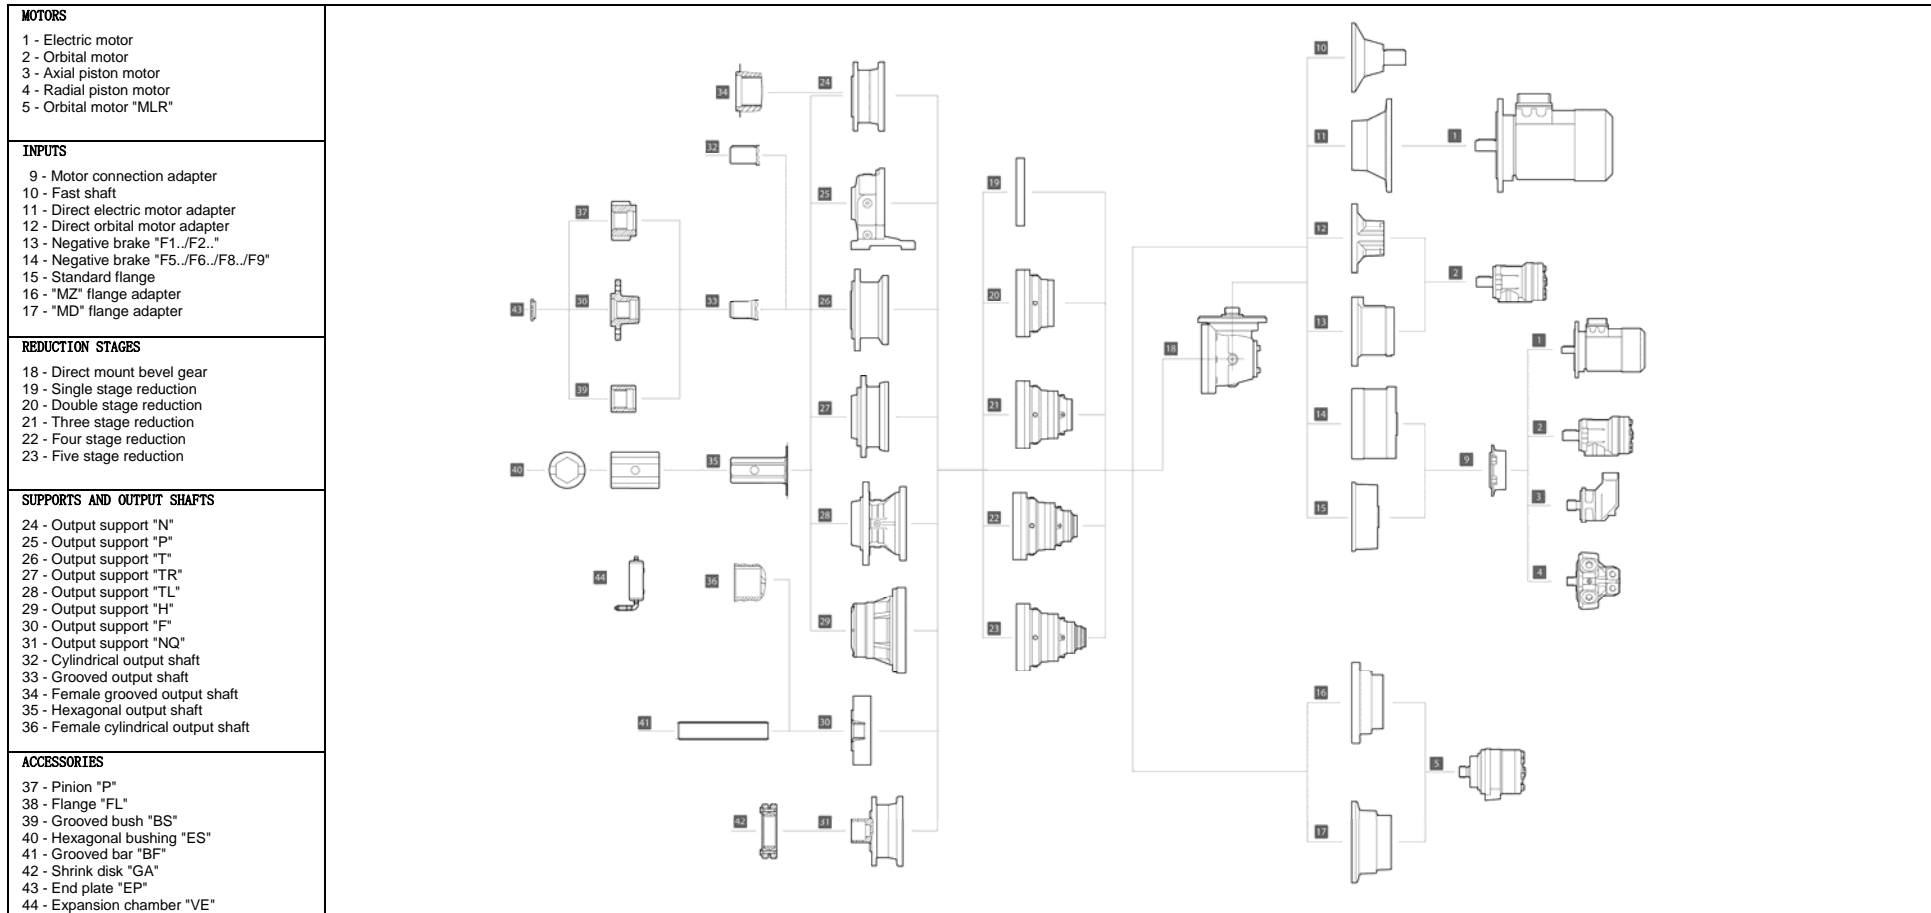 MOTORS
1 - Electric motor
2 - Orbital motor
3 - Axial piston motor
4 - Radial piston motor
5 - Orbital motor "MLR"
INPUTS
9 - Motor connection adapter
10 - Fast shaft
11 - Direct electric motor adapter
12 - Direct orbital motor adapter
13 - Negative brake "F1../F2.."
14 - Negative brake "F5../F6../F8../F9"
15 - Standard flange
16 - "MZ" flange adapter
17 - "MD" flange adapter
REDUCTION STAGES
18 - Direct mount bevel gear
19 - Single stage reduction
20 - Double stage reduction
21 - Three stage reduction
22 - Four stage reduction
23 - Five stage reduction
SUPPORTS AND OUTPUT SHAFTS
24 - Output support "N"
25 - Output support "P"
26 - Output support "T"
27 - Output support "TR"
28 - Output support "TL"
29 - Output support "H"
30 - Output support "F"
31 - Output support "NQ"
32 - Cylindrical output shaft
33 - Grooved output shaft
34 - Female grooved output shaft
35 - Hexagonal output shaft
36 - Female cylindrical output shaft
ACCESSORIES
37 - Pinion "P"
38 - Flange "FL"
39 - Grooved bush "BS"
40 - Hexagonal bushing "ES"
41 - Grooved bar "BF"
42 - Shrink disk "GA"
43 - End plate "EP"
44 - Expansion chamber "VE"
43
40
37
38
39
44
41
34
32
33
35
36
42
24
25
26
27
28
29
30
31
19
20
21
22
23
18
10
11
12
13
14
15
16
17
1
2
9
5
1
2
3
4